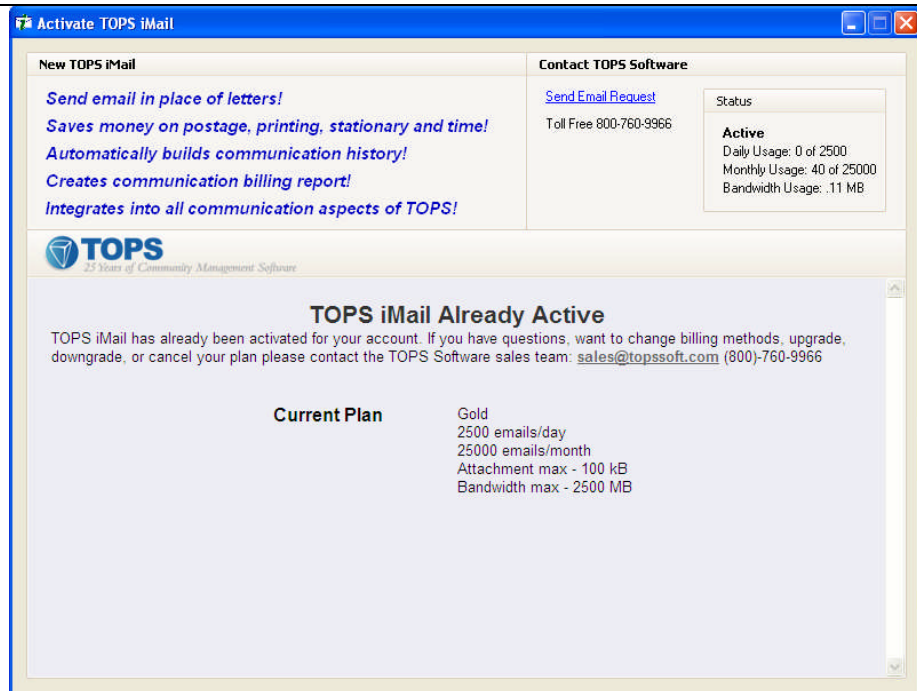 Activate TOPS iMail
New TOPS iMail
Send email in place of letters!
Saves money on postage, printing, stationary and time!
Automatically builds communication history!
Creates communication billing report!
Integrates into all communication aspects of TOPS!
Contact TOPS Software
Send Email Request
Toll Free 800-760-9966
Status
Active
Daily Usage: 0 of 2500
Monthly Usage: 40 of 25000
Bandwidth Usage: .11 MB
TOPS
25 Years of Community Management Software
TOPS iMail Already Active
TOPS iMail has already been activated for your account. If you have questions, want to change billing methods, upgrade,
downgrade, or cancel your plan please contact the TOPS Software sales team: sales@topssoft.com (800)-760-9966
Current Plan
Gold
2500 emails/day
25000 emails/month
Attachment max - 100 kB
Bandwidth max - 2500 MB